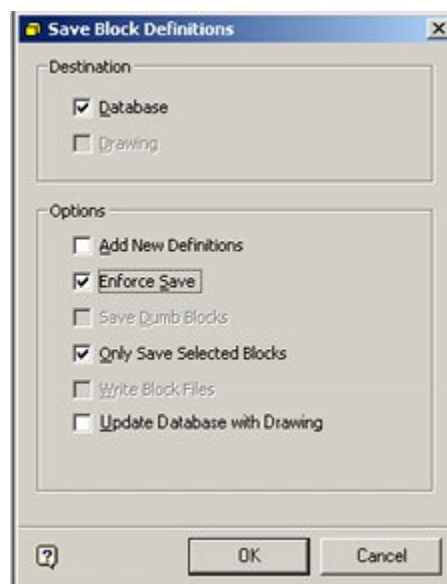 Save Block Definitions
Destination
Database
Drawing
Options
Add New Definitions
Enforce Save
Save Dumb Blocks
Only Save Selected Blocks
Write Block Files
Update Database with Drawing
OK Cancel